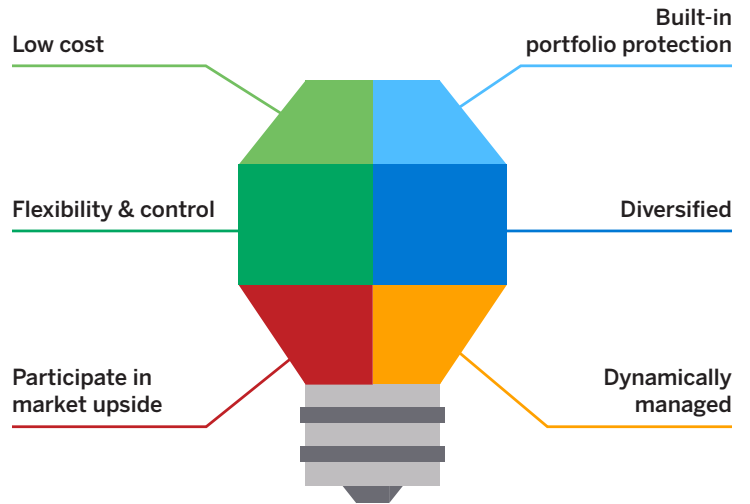 Low cost
Built-in
portfolio protection
Flexibility & control
Diversified
Participate in
market upside
Dynamically
managed